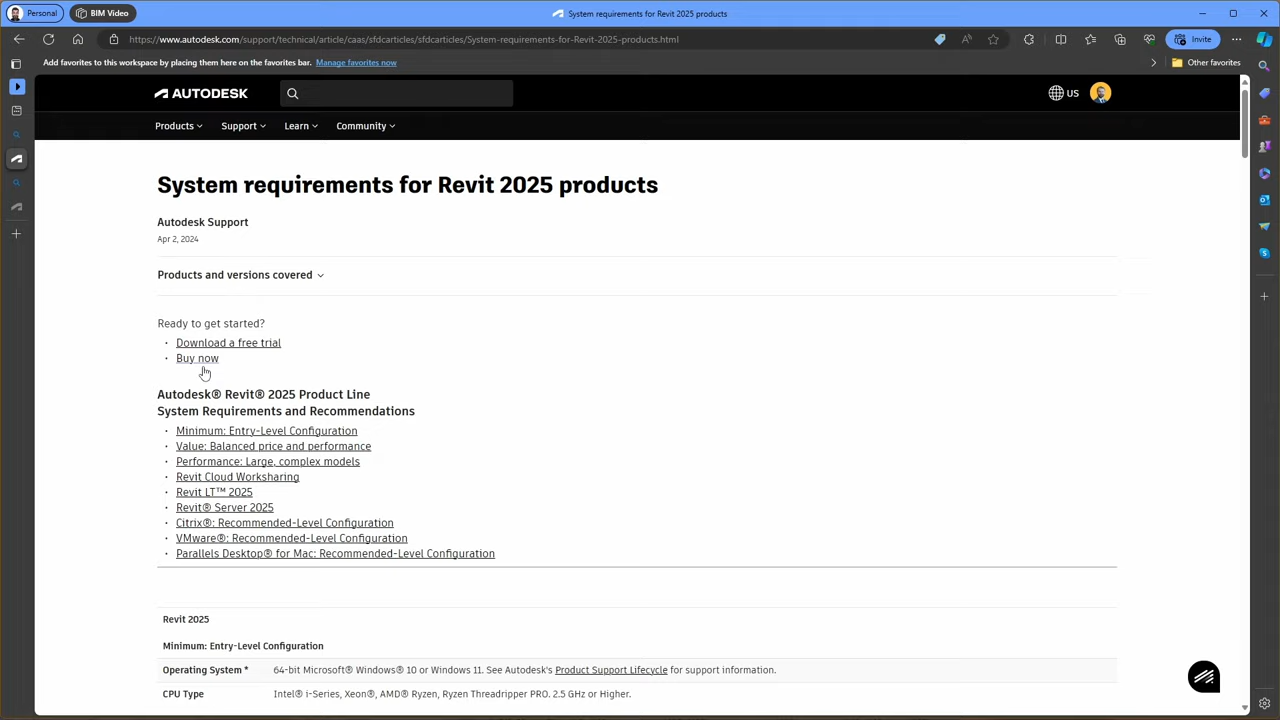 Personal
BIM Video
System requirements for Revit 2025 products
https://www.autodesk.com/support/technical/article/caas/sfdcarticles/sfdcarticles/System-requirements-for-Revit-2025-products.html
Invite
Add favorites to this workspace by placing them here on the favorites bar. Manage favorites now
Other favorites
AUTODESK
US
Products
Support
Learn
Community
System requirements for Revit 2025 products
Autodesk Support
Apr 2, 2024
Products and versions covered
Ready to get started?
• Download a free trial
• Buy now
Autodesk® Revit® 2025 Product Line
System Requirements and Recommendations
• Minimum: Entry-Level Configuration
• Value: Balanced price and performance
• Performance: Large, complex models
• Revit Cloud Worksharing
• Revit LT™ 2025
• Revit® Server 2025
• Citrix®: Recommended-Level Configuration
• VMware®: Recommended-Level Configuration
• Parallels Desktop® for Mac: Recommended-Level Configuration
Revit 2025
Minimum: Entry-Level Configuration
Operating System * 64-bit Microsoft® Windows® 10 or Windows 11. See Autodesk's Product Support Lifecycle for support information.
CPU Type Intel® i-Series, Xeon®, AMD® Ryzen, Ryzen Threadripper PRO. 2.5 GHz or Higher.